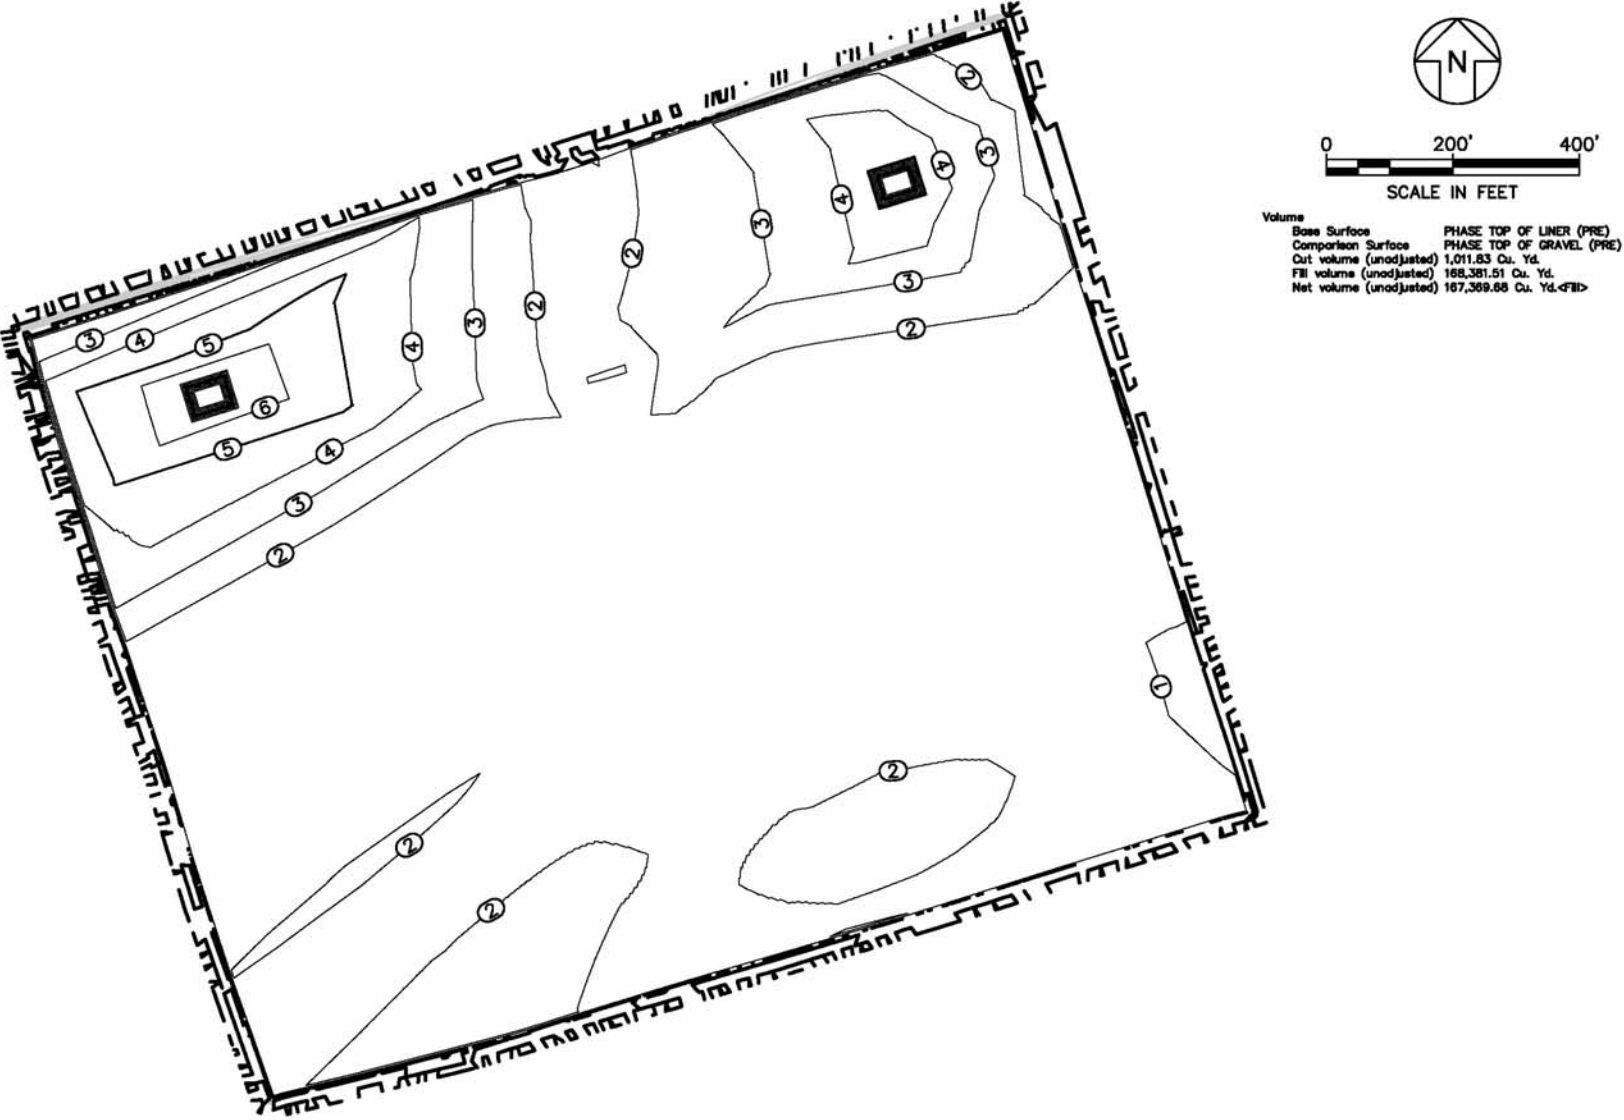 N
0 200' 400'
SCALE IN FEET
Volume
Base Surface PHASE TOP OF LINER (PRE)
Comparison Surface PHASE TOP OF GRAVEL (PRE)
Cut volume (unadjusted) 1,011.83 Cu. Yd.
Fill volume (unadjusted) 168,381.51 Cu. Yd.
Net volume (unadjusted) 167,369.68 Cu. Yd.<Fill>
2
3
4
4
3
2
3
2
3
2
3
4
5
4
3
2
6
5
4
3
2
1
2
2
2